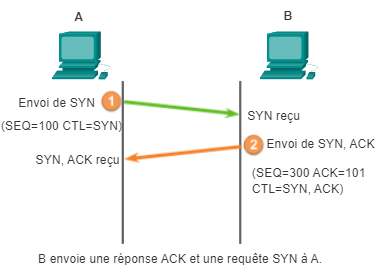 A
B
Envoi de SYN 1
(SEQ=100 CTL=SYN)
SYN reçu
2 Envoi de SYN, ACK
SYN, ACK reçu
(SEQ=300 ACK=101
CTL=SYN, ACK)
B envoie une réponse ACK et une requête SYN à A.